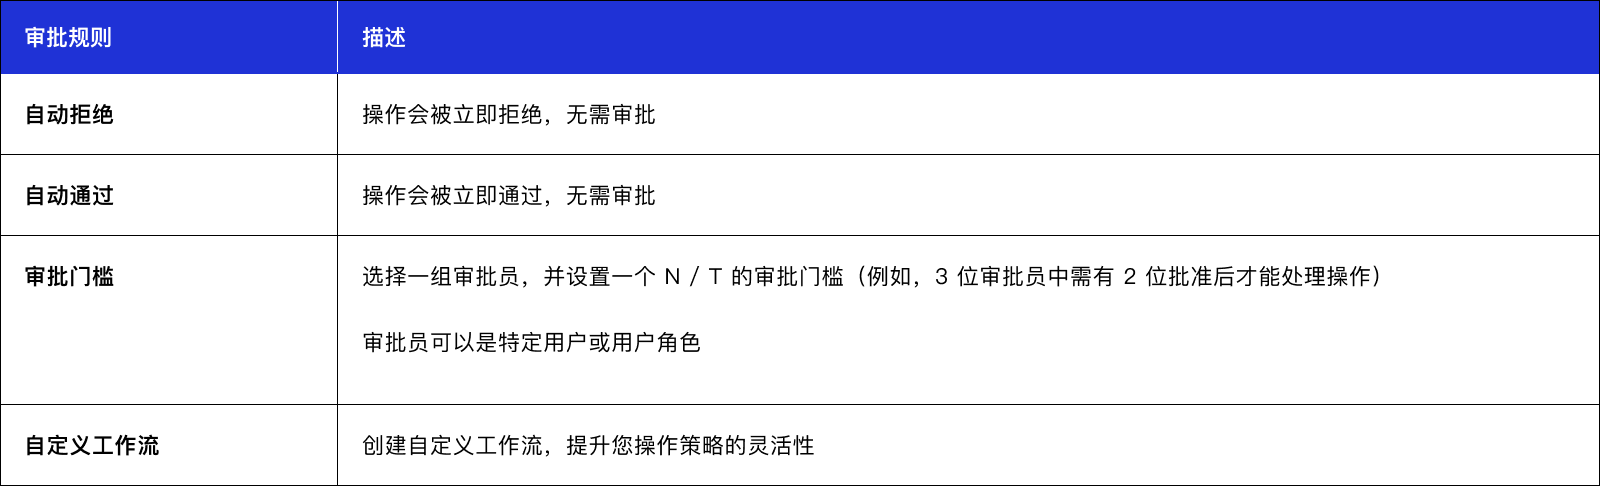 审批规则
描述
自动拒绝
操作会被立即拒绝，无需审批
自动通过
操作会被立即通过，无需审批
审批门槛
选择一组审批员，并设置一个 N / T 的审批门槛（例如，3 位审批员中需有 2 位批准后才能处理操作）
审批员可以是特定用户或用户角色
自定义工作流
创建自定义工作流，提升您操作策略的灵活性